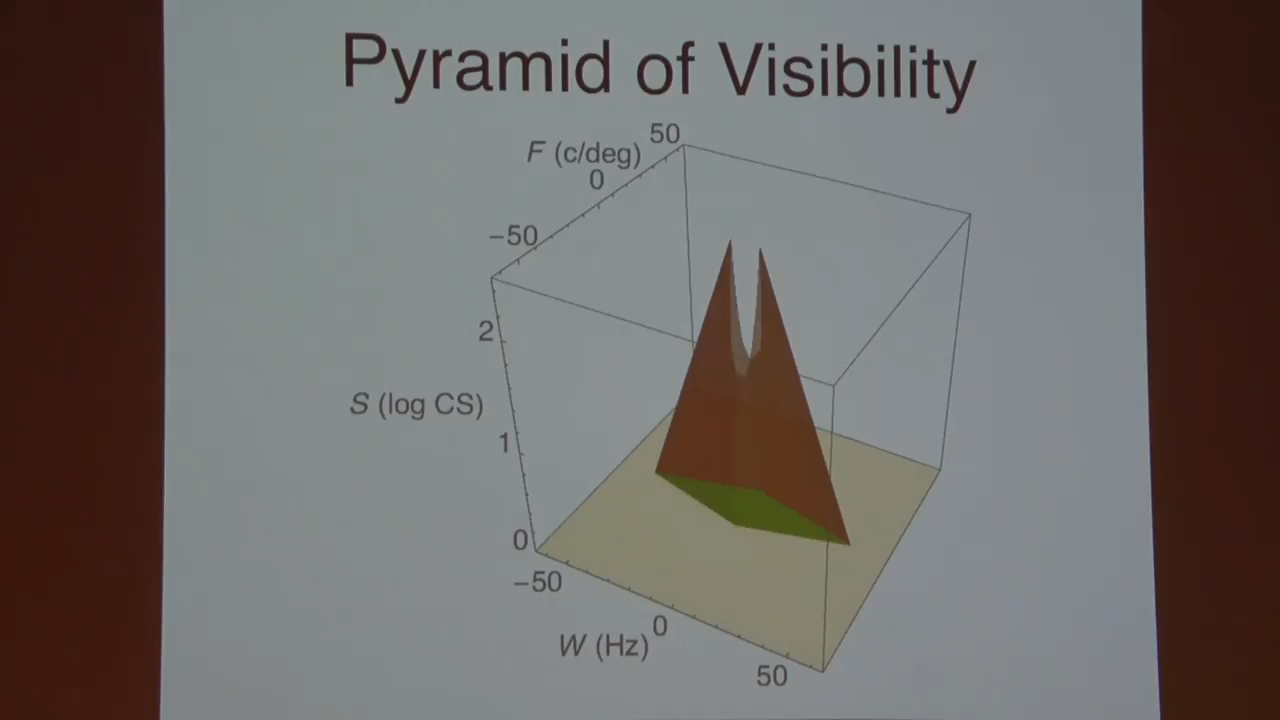 Pyramid of Visibility
50
F (c/deg)
0
−50
2
S (log CS)
1
0
−50
0
W (Hz)
50